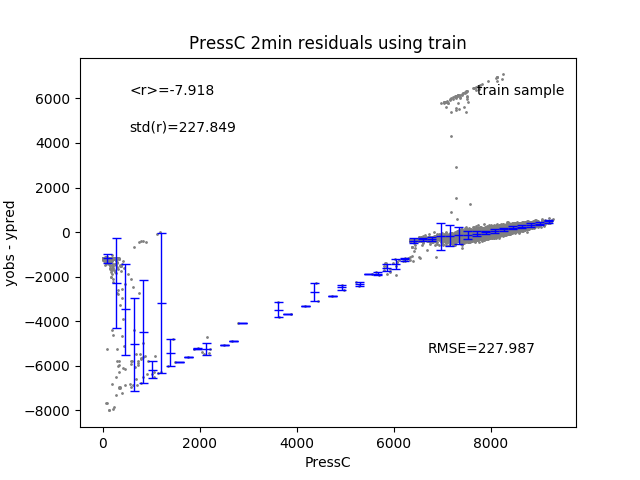 PressC 2min residuals using train
<r>=-7.918
train sample
std(r)=227.849
RMSE=227.987
yobs - ypred
6000
4000
2000
0
−2000
−4000
−6000
−8000
0 2000 4000 6000 8000
PressC